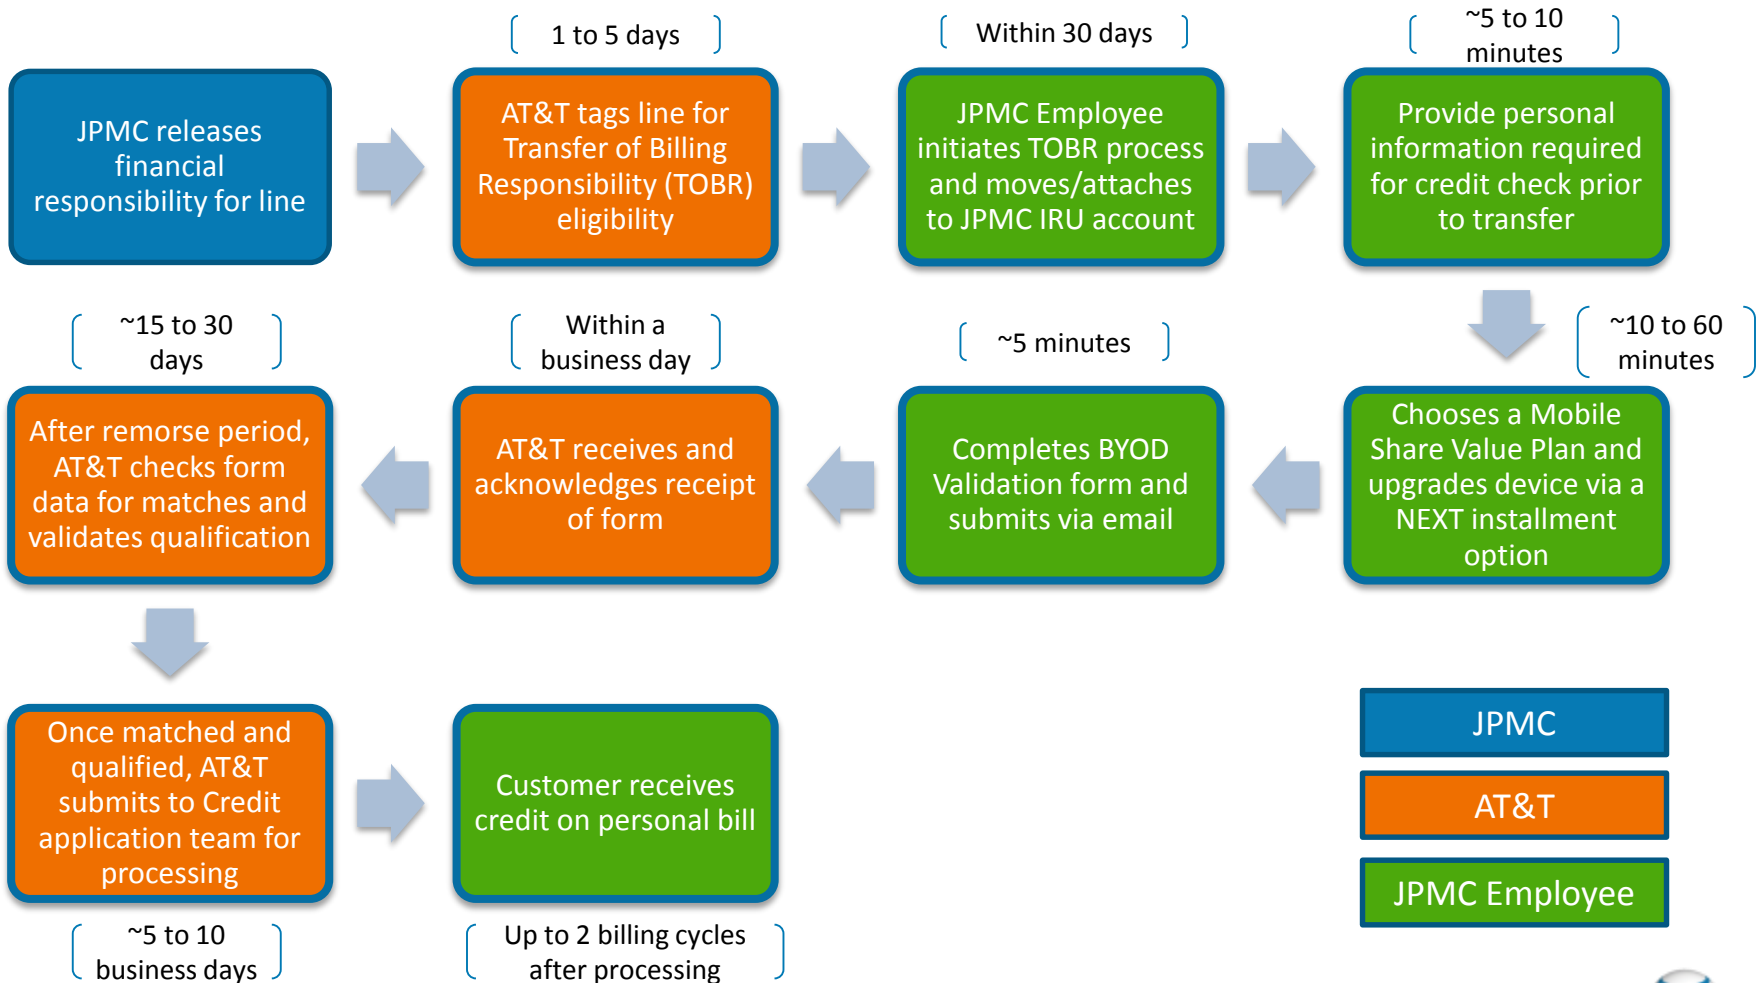 1 to 5 days
Within 30 days
~5 to 10
minutes
JPMC releases
financial
responsibility for line
AT&T tags line for
Transfer of Billing
Responsibility (TOBR)
eligibility
JPMC Employee
initiates TOBR process
and moves/attaches
to JPMC IRU account
Provide personal
information required
for credit check prior
to transfer
~10 to 60
minutes
Chooses a Mobile
Share Value Plan and
upgrades device via a
NEXT installment
option
~5 minutes
Completes BYOD
Validation form and
submits via email
Within a
business day
AT&T receives and
acknowledges receipt
of form
~15 to 30
days
After remorse period,
AT&T checks form
data for matches and
validates qualification
Once matched and
qualified, AT&T
submits to Credit
application team for
processing
~5 to 10
business days
Customer receives
credit on personal bill
Up to 2 billing cycles
after processing
JPMC
AT&T
JPMC Employee